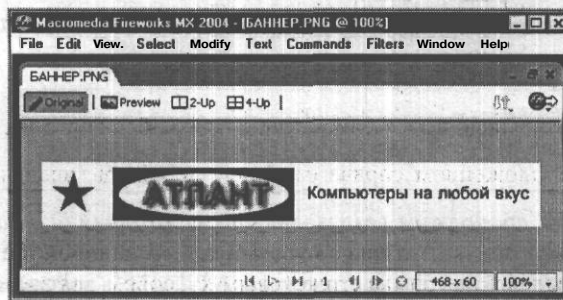 Macromedia Fireworks MX 2004 - [БАННЕР.PNG @ 100%]
File Edit View. Select Modify Text Commands Filters Window Help
БАННЕР.PNG
Original Preview 2-Up 4-Up
АТЛАНТ Компьютеры на любой вкус
1 468 x 60 100%